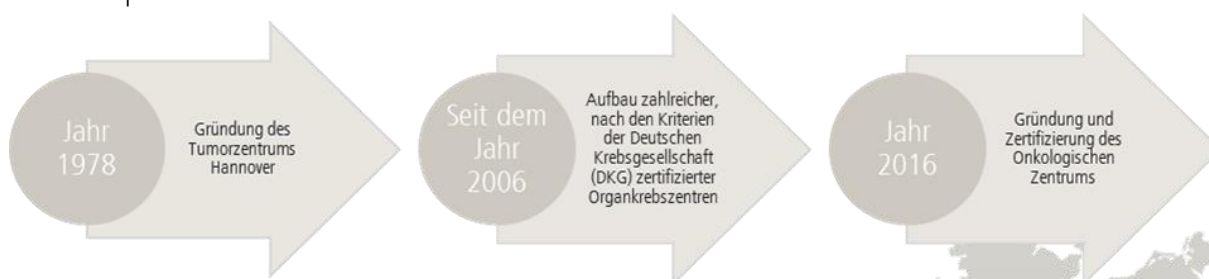 Jahr
1978
Gründung des
Tumorzentrums
Hannover
Seit dem
Jahr
2006
Aufbau zahlreicher,
nach den Kriterien
der Deutschen
Krebsgesellschaft
(DKG) zertifizierter
Organkrebszentren
Jahr
2016
Gründung und
Zertifizierung des
Onkologischen
Zentrums